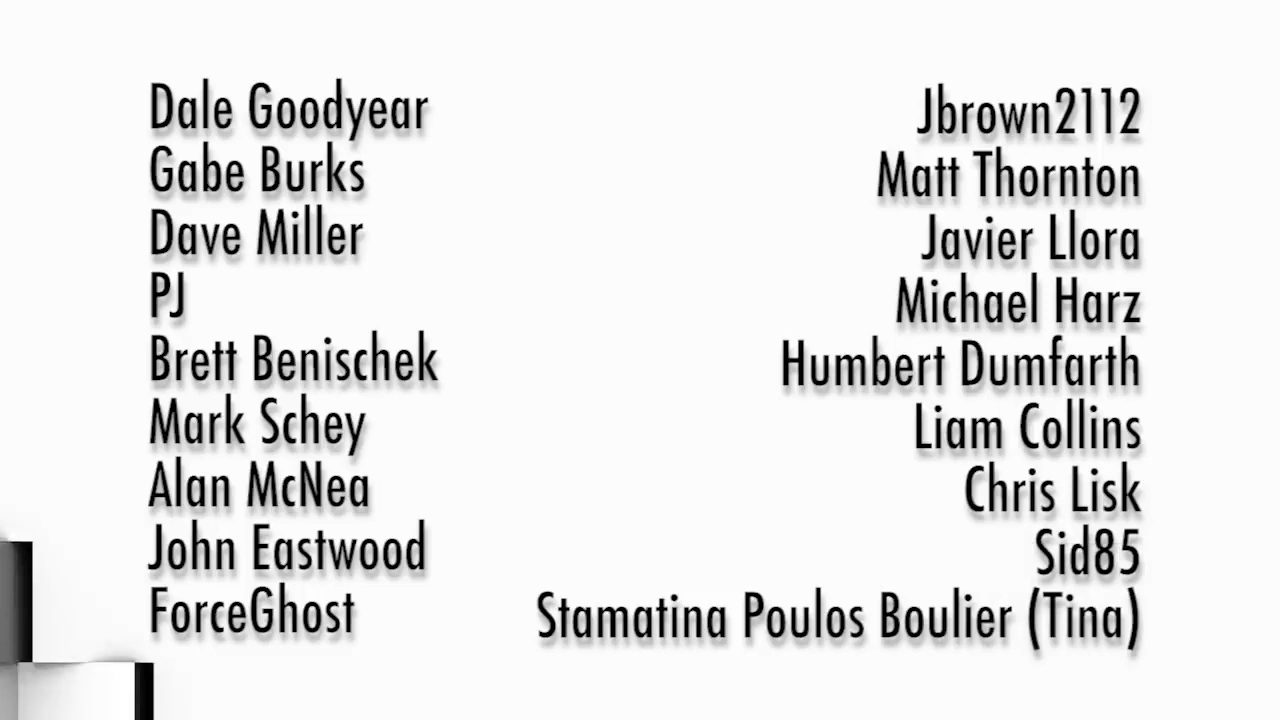 Dale Goodyear
Gabe Burks
Dave Miller
PJ
Brett Benischek
Mark Schey
Alan McNea
John Eastwood
ForceGhost
Jbrown2112
Matt Thornton
Javier Llora
Michael Harz
Humbert Dumfarth
Liam Collins
Chris Lisk
Sid85
Stamatina Poulos Boulier (Tina)